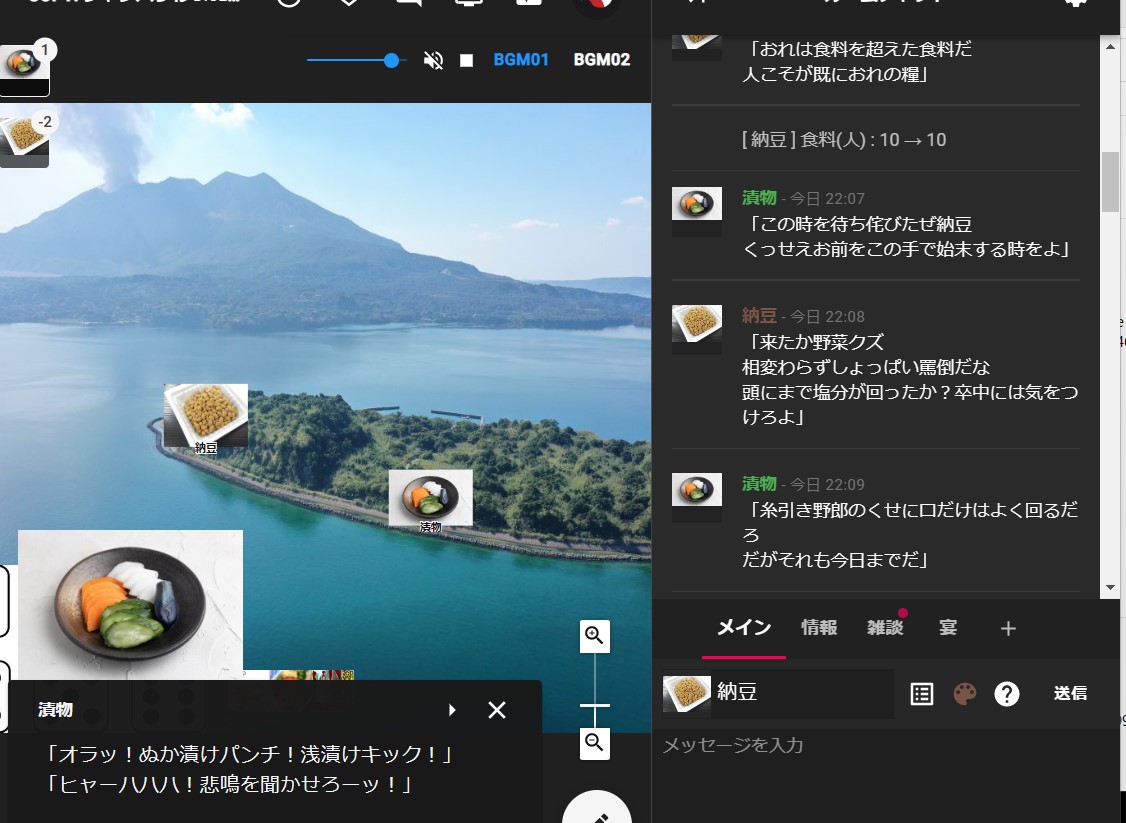 1
BGM01
BGM02
-2
納豆
漬物
漬物
「オラッ！ぬか漬けパンチ！浅漬けキック！」
「ヒャーハハハハ！悲鳴を聞かせろーッ！」
「おれは食料を超えた食料だ
人こそが既におれの糧」
[ 納豆 ] 食料(人) : 10 → 10
漬物 - 今日 22:07
「この時を待ち侘びたぜ納豆
くっせえお前をこの手で始末する時をよ」
納豆 - 今日 22:08
「来たか野菜クズ
相変わらずしょっぱい罵倒だな
頭にまで塩分が回ったか？卒中には気をつ
けろよ」
漬物 - 今日 22:09
「糸引き野郎のくせに口だけはよく回るだ
ろ
だがそれも今日までだ」
メイン
情報
雑談
宴
納豆
送信
メッセージを入力